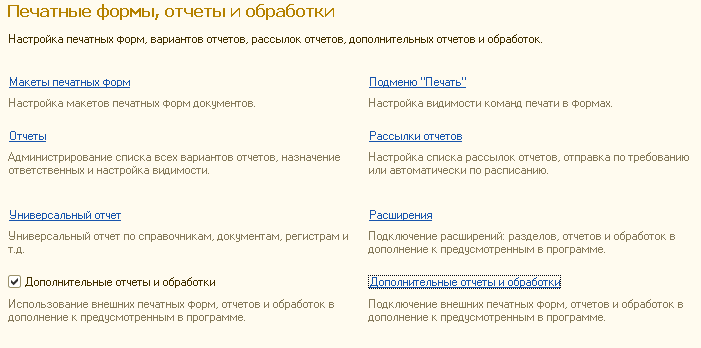 Печатные формы, отчеты и обработки
Настройка печатных форм, вариантов отчетов, рассылок отчетов, дополнительных отчетов и обработок.
Макеты печатных форм
Настройка макетов печатных форм документов.
Подменю "Печать"
Настройка видимости команд печати в формах.
Отчеты
Администрирование списка всех вариантов отчетов, назначение
ответственных и настройка видимости.
Рассылки отчетов
Настройка списка рассылок отчетов, отправка по требованию
или автоматически по расписанию.
Универсальный отчет
Универсальный отчет по справочникам, документам, регистрам и
т.д.
Расширения
Подключение расширений: разделов, отчетов и обработок в
дополнение к предусмотренным в программе.
Дополнительные отчеты и обработки
Использование внешних печатных форм, отчетов и обработок в
дополнение к предусмотренным в программе.
Дополнительные отчеты и обработки
Подключение внешних печатных форм, отчетов и обработок в
дополнение к предусмотренным в программе.